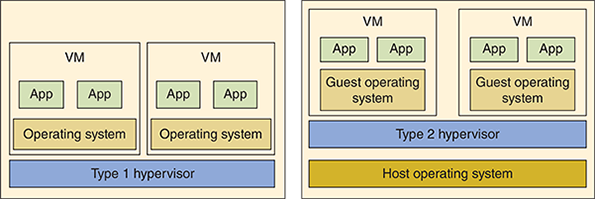 VM
VM
App
App
App
App
Operating system
Operating system
Type 1 hypervisor
VM
VM
App
App
App
App
Guest operating
system
Guest operating
system
Type 2 hypervisor
Host operating system